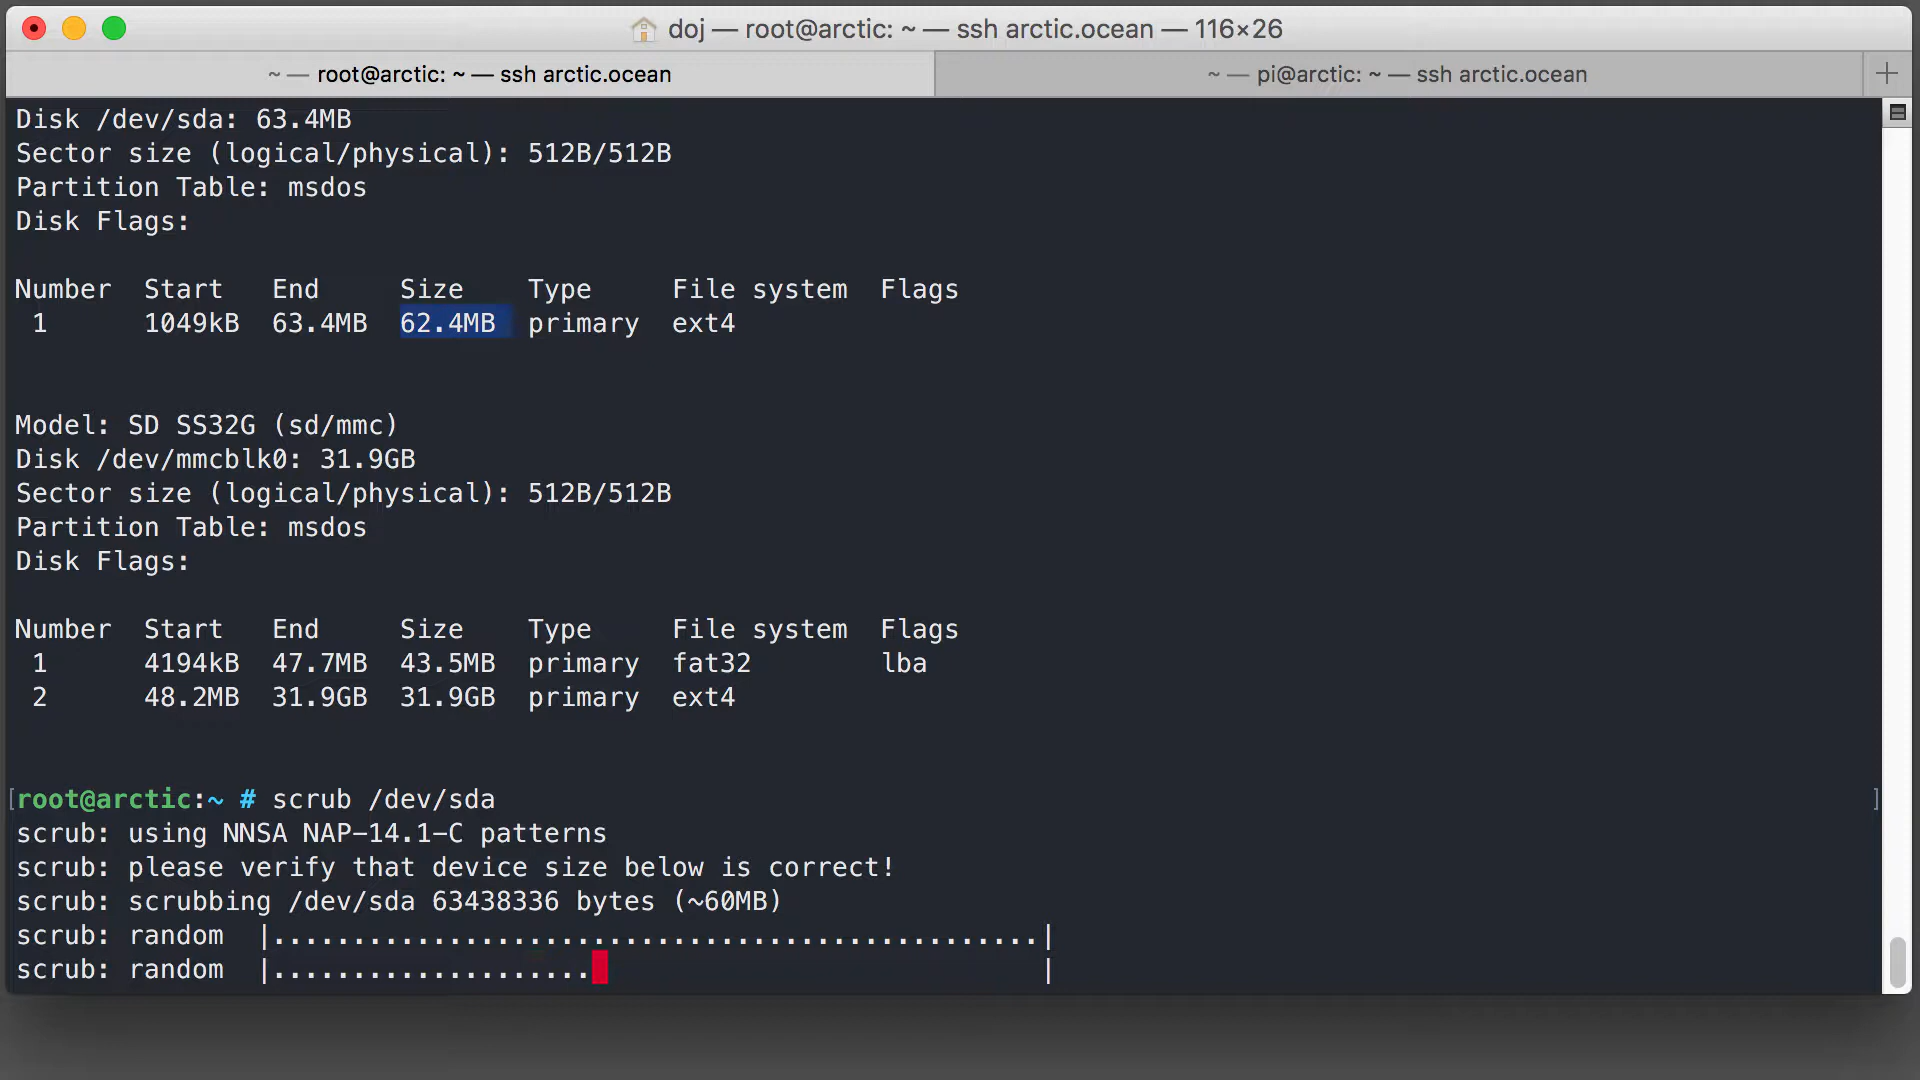 doj — root@arctic: ~ — ssh arctic.ocean — 116×26
~ — root@arctic: ~ — ssh arctic.ocean
~ — pi@arctic: ~ — ssh arctic.ocean
Disk /dev/sda: 63.4MB
Sector size (logical/physical): 512B/512B
Partition Table: msdos
Disk Flags:
Number  Start   End     Size    Type     File system  Flags
 1      1049kB  63.4MB  62.4MB  primary  ext4
Model: SD SS32G (sd/mmc)
Disk /dev/mmcblk0: 31.9GB
Sector size (logical/physical): 512B/512B
Partition Table: msdos
Disk Flags:
Number  Start   End     Size    Type     File system  Flags
 1      4194kB  47.7MB  43.5MB  primary  fat32        lba
 2      48.2MB  31.9GB  31.9GB  primary  ext4
[root@arctic:~ # scrub /dev/sda ]
scrub: using NNSA NAP-14.1-C patterns
scrub: please verify that device size below is correct!
scrub: scrubbing /dev/sda 63438336 bytes (~60MB)
scrub: random  |................................................|
scrub: random  |....................                            |